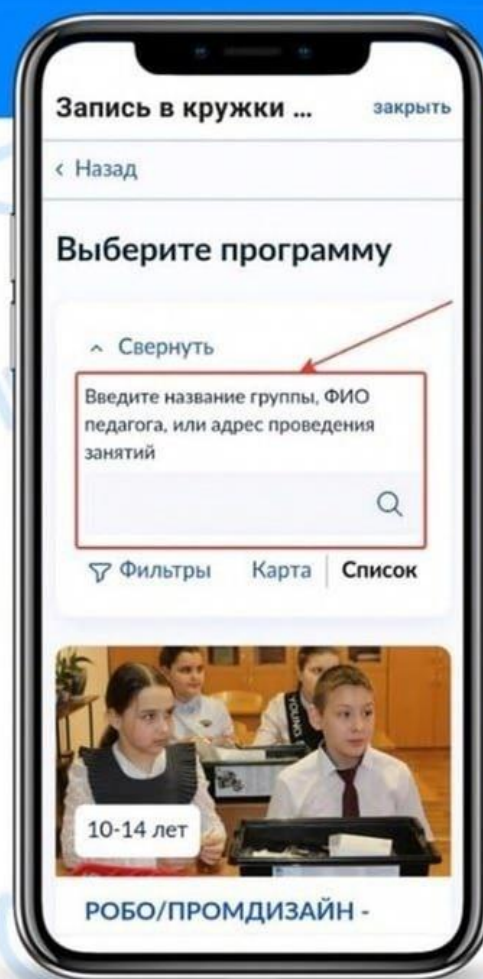 Запись в кружки ...
закрыть
‹ Назад
Выберите программу
Свернуть
Введите название группы, ФИО
педагога, или адрес проведения
занятий
Фильтры Карта Список
YOUNG
10-14 лет
РОБО/ПРОМДИЗАЙН -